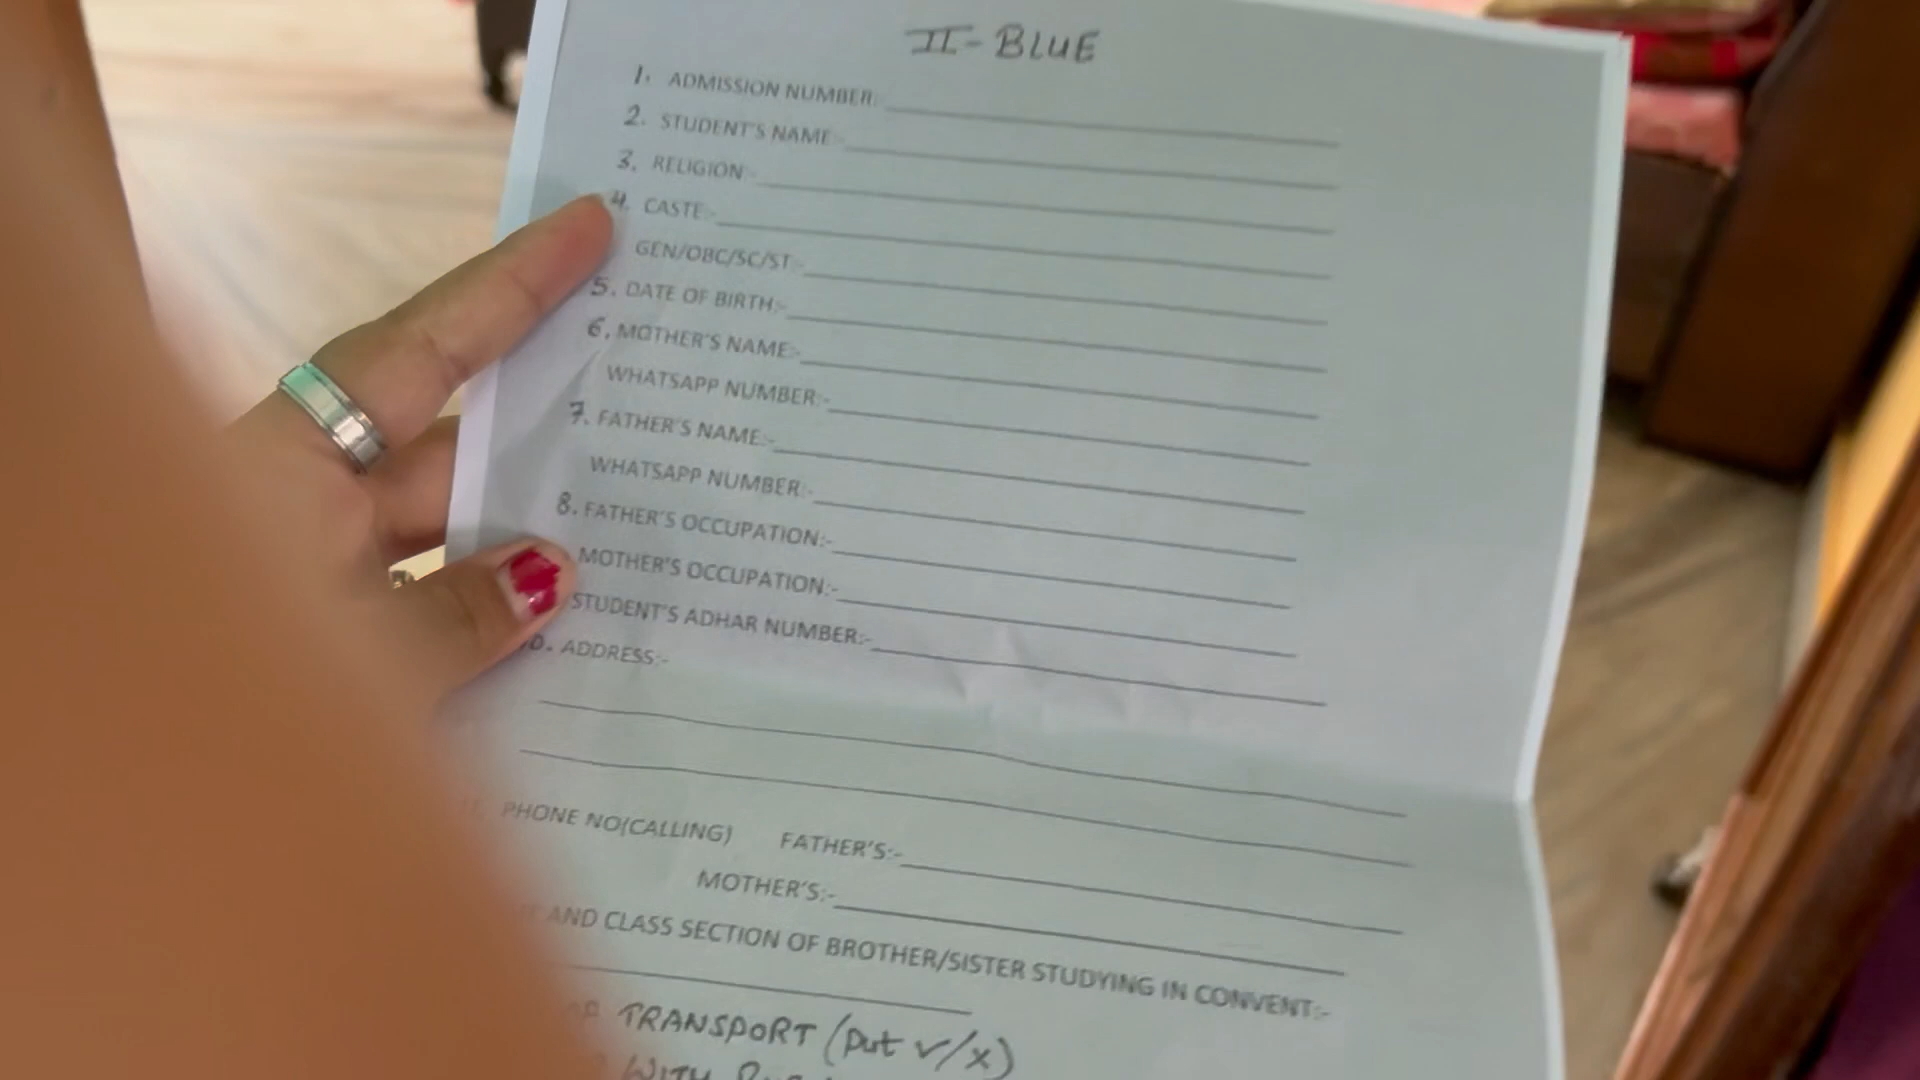 II - BLUE
1. ADMISSION NUMBER:-
2. STUDENT'S NAME:-
3. RELIGION:-
4. CASTE:-
GEN/OBC/SC/ST:-
5. DATE OF BIRTH:-
6. MOTHER'S NAME:-
WHATSAPP NUMBER:-
7. FATHER'S NAME:-
WHATSAPP NUMBER:-
8. FATHER'S OCCUPATION:-
MOTHER'S OCCUPATION:-
STUDENT'S ADHAR NUMBER:-
10. ADDRESS:-
PHONE NO(CALLING) FATHER'S:-
MOTHER'S:-
AND CLASS SECTION OF BROTHER/SISTER STUDYING IN CONVENT:-
TRANSPORT (Put ✓/x)
WITH